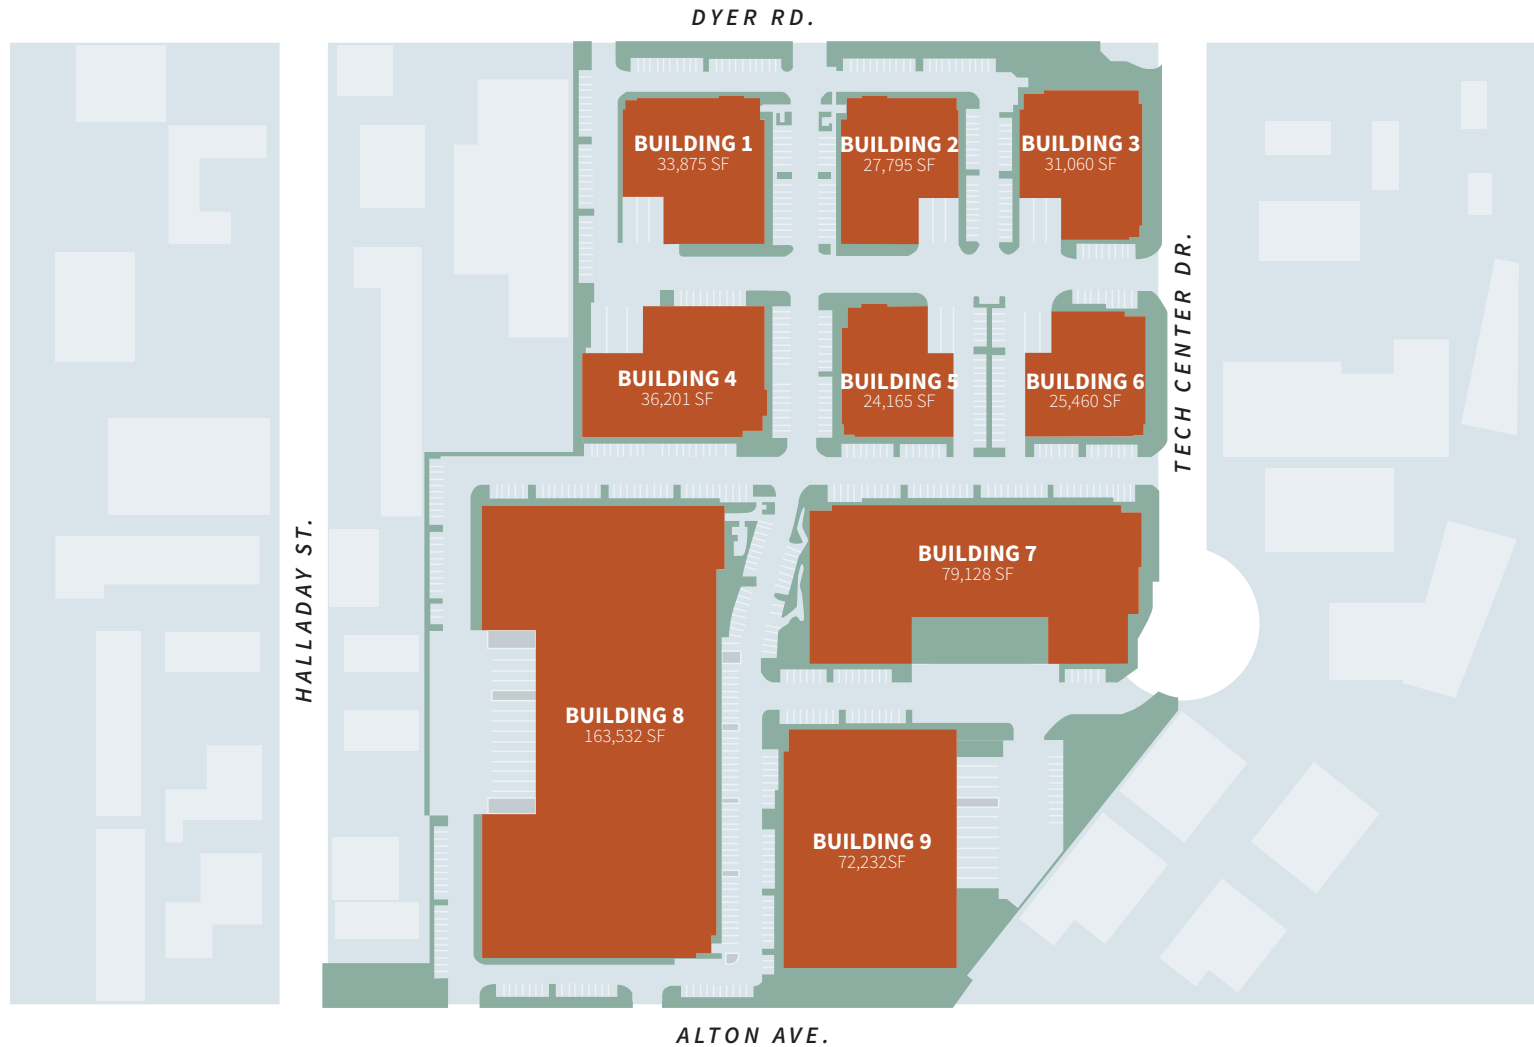 DYER RD.
BUILDING 1
33,875 SF
BUILDING 2
27,795 SF
BUILDING 3
31,060 SF
TECH CENTER DR.
BUILDING 4
36,201 SF
BUILDING 5
24,165 SF
BUILDING 6
25,460 SF
HALLADAY ST.
BUILDING 7
79,128 SF
BUILDING 8
163,532 SF
BUILDING 9
72,232SF
ALTON AVE.